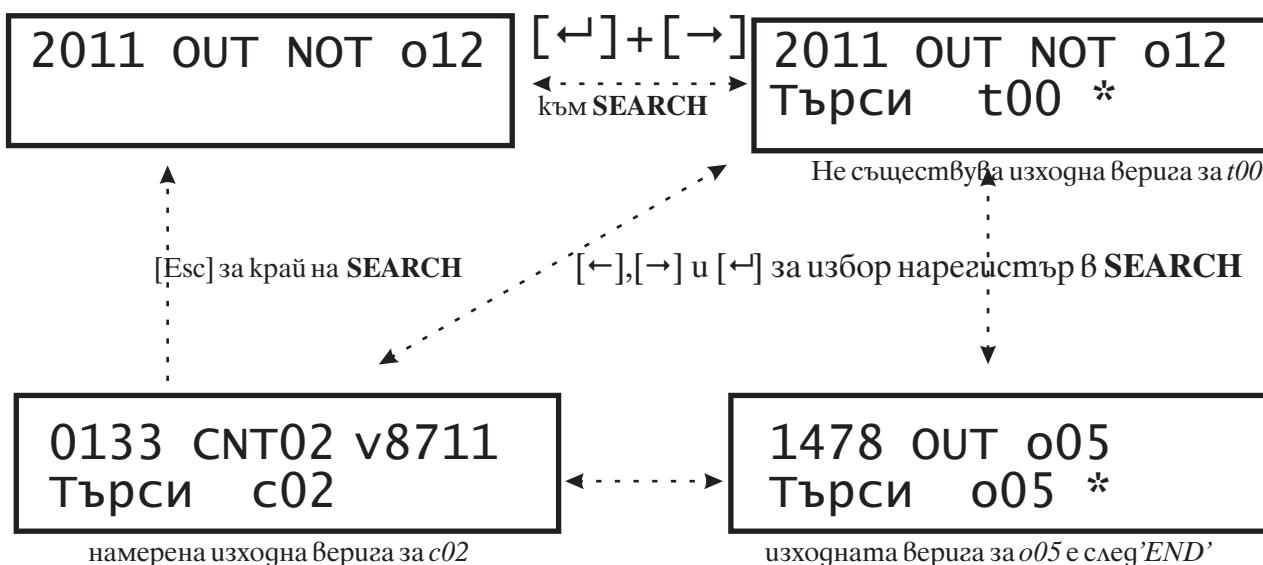 2011 OUT NOT o12
[↵]+[→]
към SEARCH
2011 OUT NOT o12
Търси t00 *
Не съществува изходна верига за t00
[Esc] за край на SEARCH
[←],[→] и [↵] за избор нарегистър в SEARCH
0133 CNT02 v8711
Търси c02
намерена изходна верига за c02
1478 OUT o05
Търси o05 *
изходната верига за o05 е след'END'